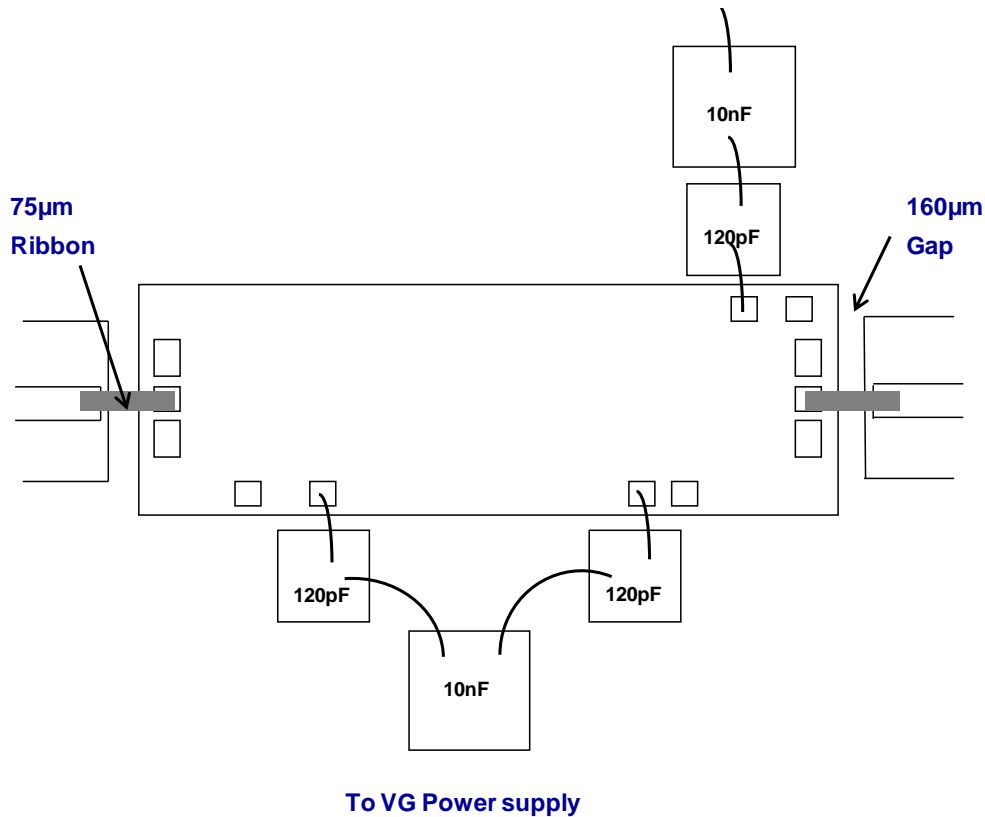 10nF
120pF
75µm
Ribbon
160µm
Gap
120pF
120pF
10nF
To VG Power supply